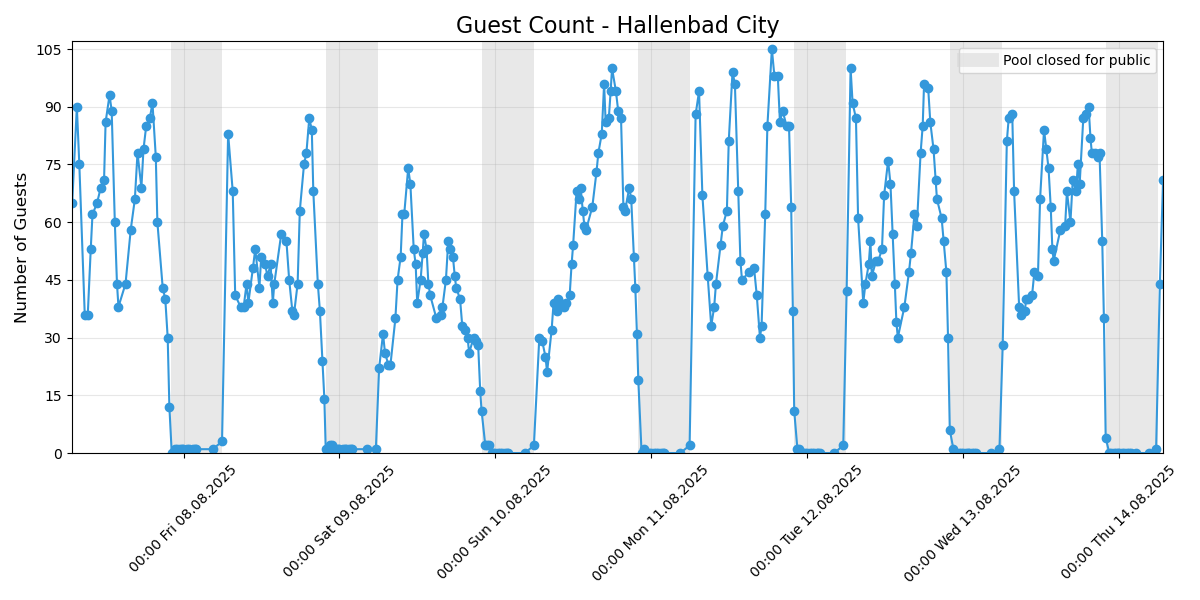 Guest Count - Hallenbad City
Pool closed for public
Number of Guests
105
90
75
60
45
30
15
0
00:00 Fri 08.08.2025
00:00 Sat 09.08.2025
00:00 Sun 10.08.2025
00:00 Mon 11.08.2025
00:00 Tue 12.08.2025
00:00 Wed 13.08.2025
00:00 Thu 14.08.2025